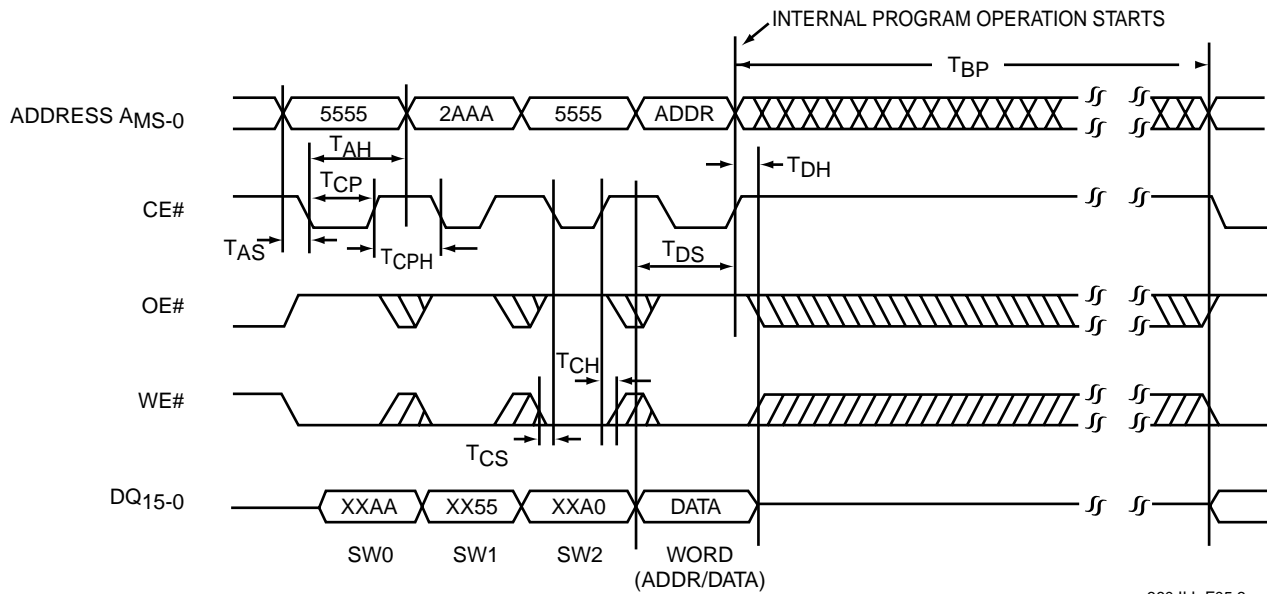 INTERNAL PROGRAM OPERATION STARTS
TBP
ADDRESS AMS-0
5555 2AAA 5555 ADDR
TAH
TDH
TCP
CE#
TAS
TCPH
TDS
OE#
TCH
WE#
TCS
DQ15-0
XXAA XX55 XXA0 DATA
SW0 SW1 SW2 WORD
(ADDR/DATA)